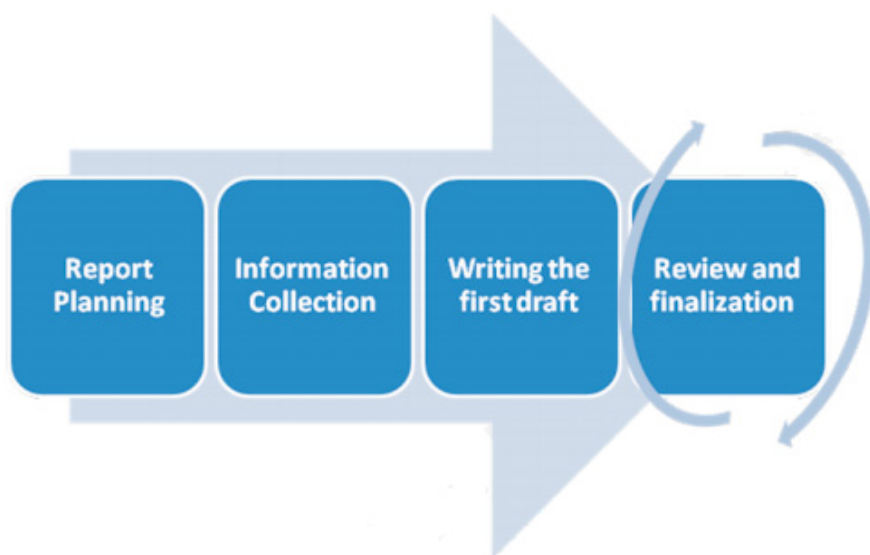 Report
Planning
Information
Collection
Writing the
first draft
Review and
finalization